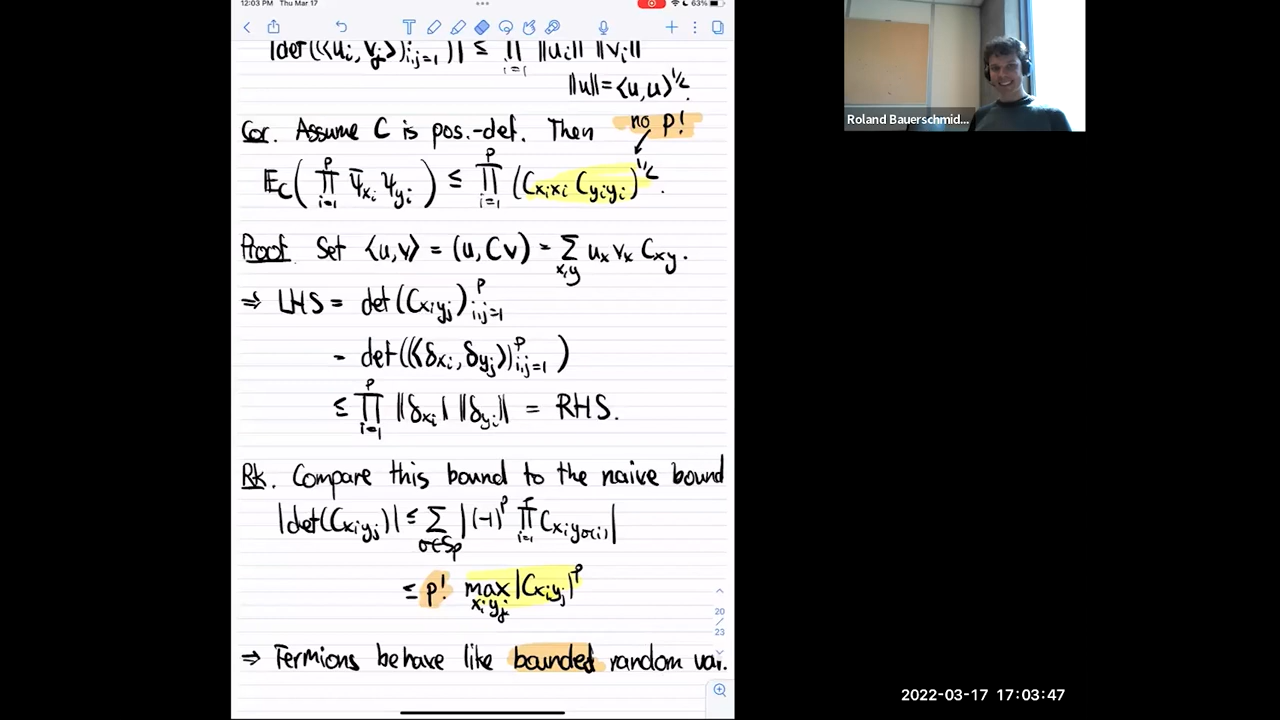 12:03 PM Thu Mar 17
63%
|det(⟨u_i, v_j⟩)_{i,j=1}| ≤ ∏_{i=1} ‖u_i‖ ‖v_i‖
‖u‖ = ⟨u,u⟩^{1/2}.
Cor. Assume C is pos.-def. Then no p!
E_C( ∏_{i=1}^p ψ̄_{x_i} ψ_{y_i} ) ≤ ∏_{i=1}^p (C_{x_i x_i} C_{y_i y_i})^{1/2}.
Proof. Set ⟨u,v⟩ = (u, Cv) = ∑_{x,y} u_x v_x C_{xy}.
⇒ LHS = det(C_{x_i y_j})_{i,j=1}^p
= det((⟨δ_{x_i}, δ_{y_j}⟩)_{i,j=1}^p)
≤ ∏_{i=1}^p ‖δ_{x_i}‖ ‖δ_{y_i}‖ = RHS.
Rk. Compare this bound to the naive bound
|det(C_{x_i y_j})| ≤ ∑_{σ∈S_p} |(-1)^p ∏_{i=1}^p C_{x_i y_{σ(i)}}|
≤ p! max_{x_i y_j} |C_{x_i y_j}|^p
⇒ Fermions behave like bounded random var.
20
/
23
Roland Bauerschmid...
2022-03-17 17:03:47